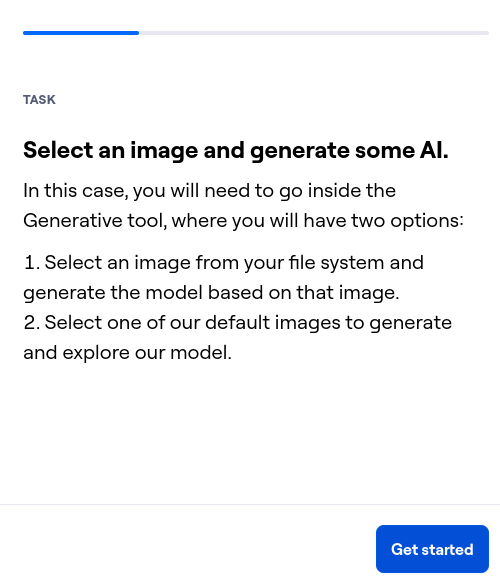 TASK
Select an image and generate some AI.
In this case, you will need to go inside the
Generative tool, where you will have two options:
1. Select an image from your file system and
generate the model based on that image.
2. Select one of our default images to generate
and explore our model.
Get started